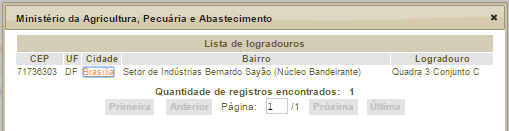 Ministério da Agricultura, Pecuária e Abastecimento
Lista de logradouros
CEP UF Cidade Bairro Logradouro
71736303 DF Brasília Setor de Indústrias Bernardo Sayão (Núcleo Bandeirante) Quadra 3 Conjunto C
Quantidade de registros encontrados: 1
Primeira Anterior Página: 1 /1 Próxima Última